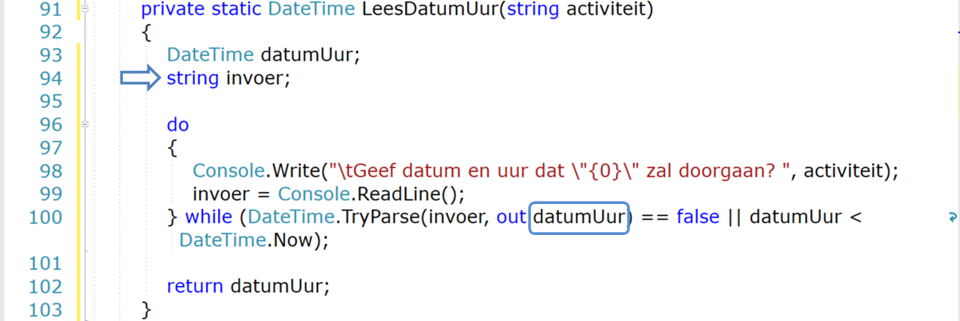 91 private static DateTime LeesDatumUur(string activiteit)
92 {
93 DateTime datumUur;
94 string invoer;
95
96 do
97 {
98 Console.Write("\tGeef datum en uur dat \"{0}\" zal doorgaan? ", activiteit);
99 invoer = Console.ReadLine();
100 } while (DateTime.TryParse(invoer, out datumUur) == false || datumUur <
DateTime.Now);
101
102 return datumUur;
103 }